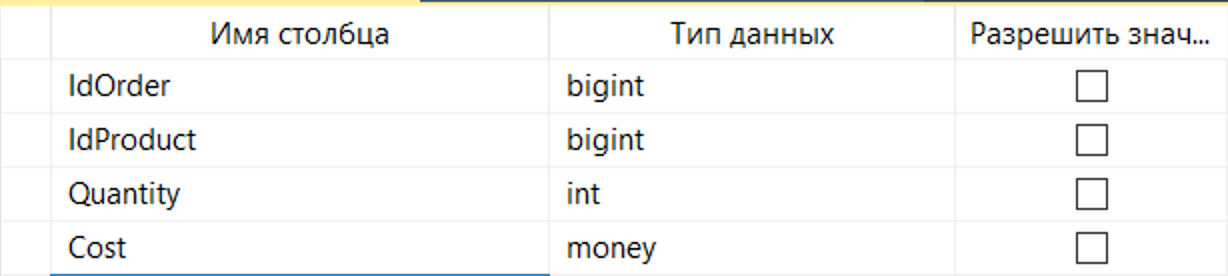 Имя столбца Тип данных Разрешить знач...
IdOrder bigint
IdProduct bigint
Quantity int
Cost money